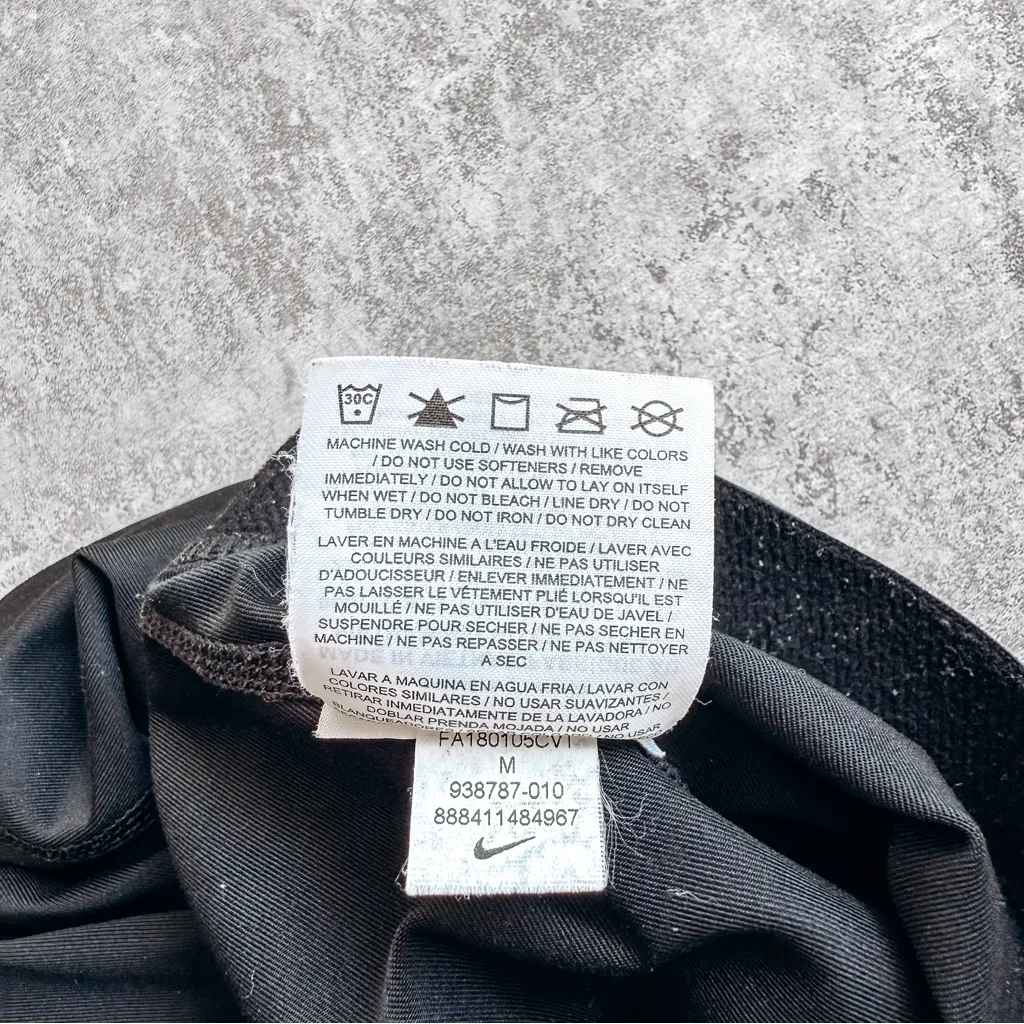 30C
MACHINE WASH COLD / WASH WITH LIKE COLORS
/ DO NOT USE SOFTENERS / REMOVE
IMMEDIATELY / DO NOT ALLOW TO LAY ON ITSELF
WHEN WET / DO NOT BLEACH / LINE DRY / DO NOT
TUMBLE DRY / DO NOT IRON / DO NOT DRY CLEAN
LAVER EN MACHINE A L'EAU FROIDE / LAVER AVEC
COULEURS SIMILAIRES / NE PAS UTILISER
D'ADOUCISSEUR / ENLEVER IMMEDIATEMENT / NE
PAS LAISSER LE VÊTEMENT PLIÉ LORSQU'IL EST
MOUILLÉ / NE PAS UTILISER D'EAU DE JAVEL /
SUSPENDRE POUR SECHER / NE PAS SECHER EN
MACHINE / NE PAS REPASSER / NE PAS NETTOYER
A SEC
LAVAR A MAQUINA EN AGUA FRIA / LAVAR CON
COLORES SIMILARES / NO USAR SUAVIZANTES /
RETIRAR INMEDIATAMENTE DE LA LAVADORA / NO
DOBLAR PRENDA MOJADA / NO USAR
FA180105CV1
M
938787-010
888411484967